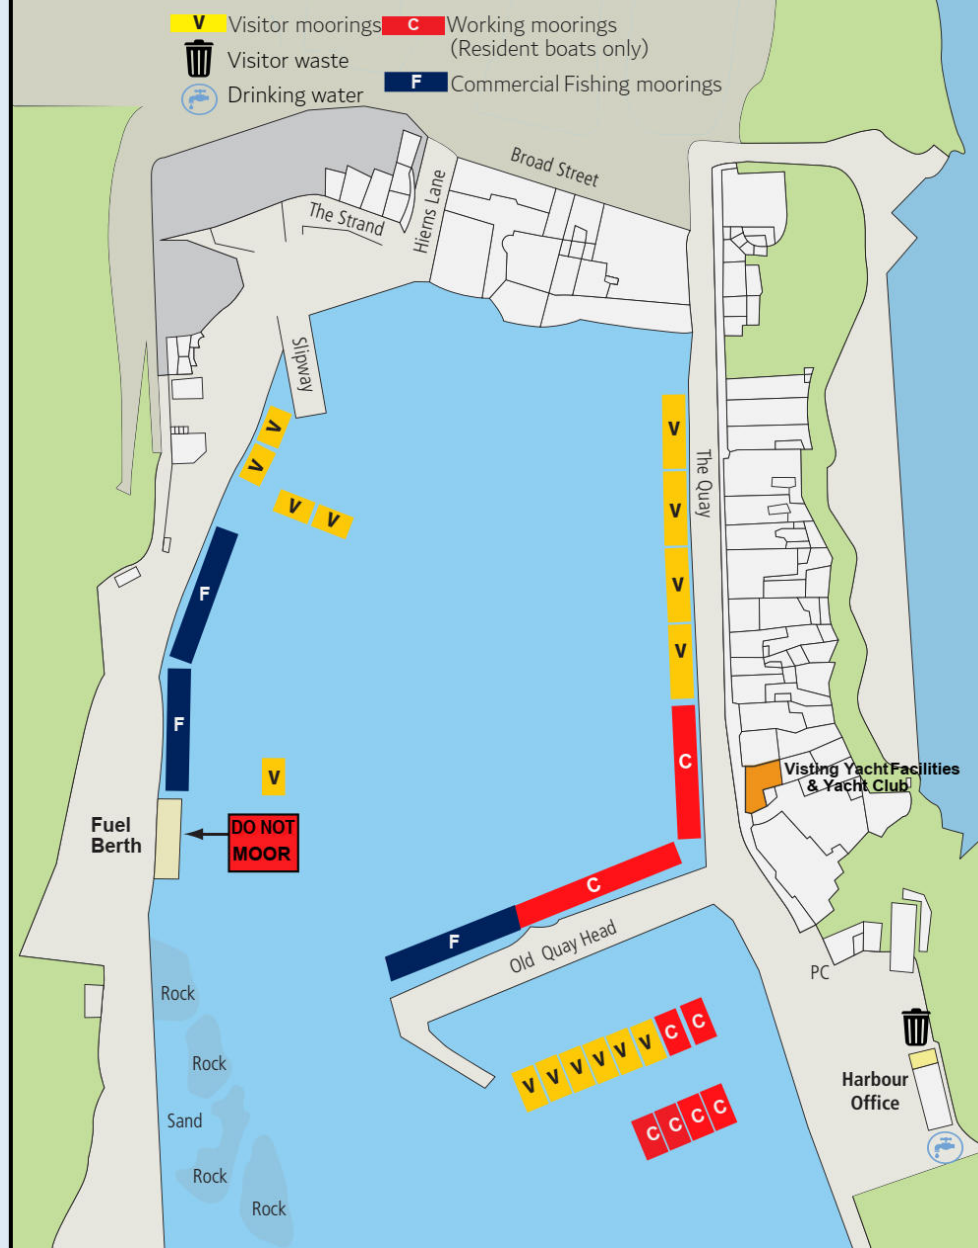 V Visitor moorings
C Working moorings
(Resident boats only)
Visitor waste
F Commercial Fishing moorings
Drinking water
Broad Street
Hierns Lane
The Strand
Slipway
The Quay
V
V
V
V
V
V
V
V
F
F
V
C
Visting Yacht Facilities
& Yacht Club
Fuel
Berth
DO NOT
MOOR
C
F
Old Quay Head
PC
Rock
Rock
Sand
Rock
Rock
V V V V V V C C
C C C C
Harbour
Office